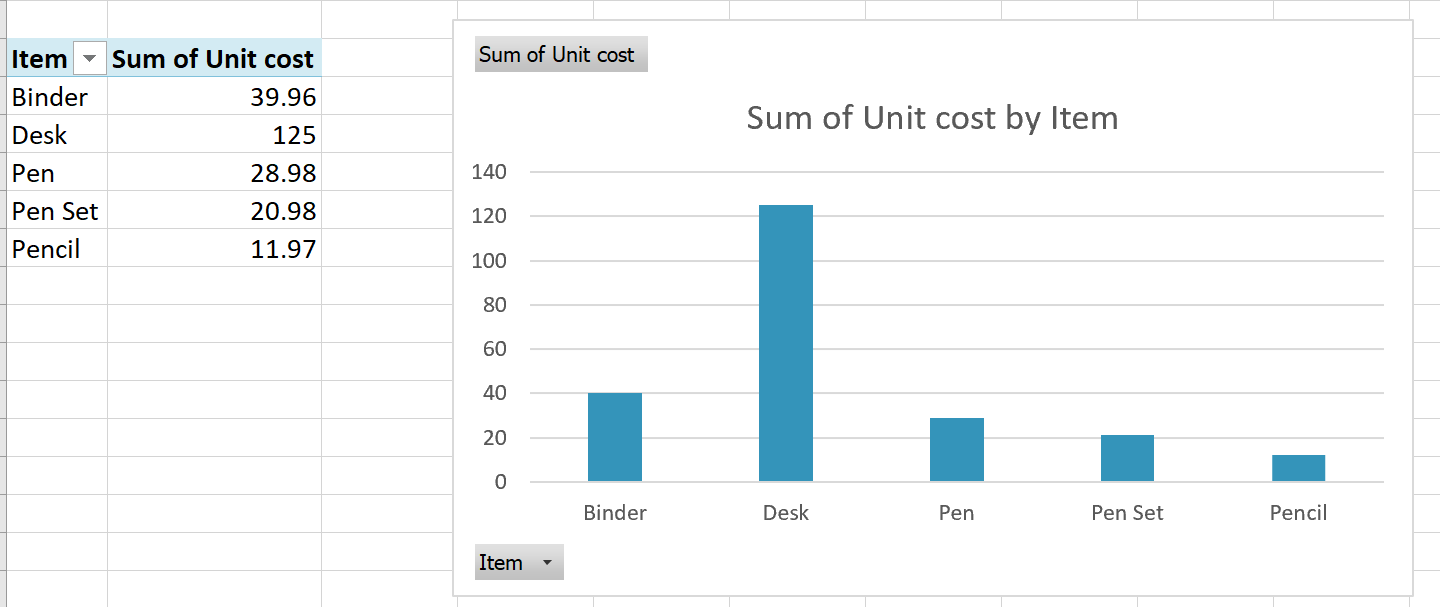 Item Sum of Unit cost
Binder 39.96
Desk 125
Pen 28.98
Pen Set 20.98
Pencil 11.97
Sum of Unit cost
Sum of Unit cost by Item
140
120
100
80
60
40
20
0
Binder Desk Pen Pen Set Pencil
Item